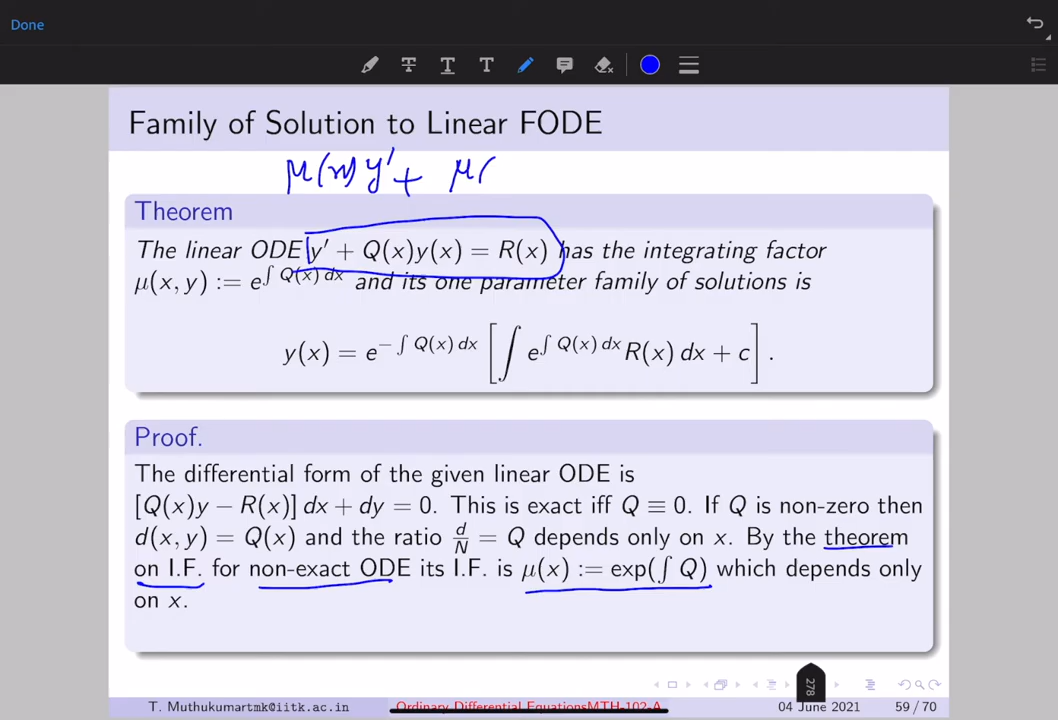 Done
Family of Solution to Linear FODE
μ(x) y′ + μ(
Theorem
The linear ODE y′ + Q(x)y(x) = R(x) has the integrating factor
μ(x, y) := e^{∫ Q(x) dx} and its one parameter family of solutions is
y(x) = e^{−∫ Q(x) dx} [∫ e^{∫ Q(x) dx} R(x) dx + c].
Proof.
The differential form of the given linear ODE is
[Q(x)y − R(x)] dx + dy = 0. This is exact iff Q ≡ 0. If Q is non-zero then
d(x, y) = Q(x) and the ratio d/N = Q depends only on x. By the theorem
on I.F. for non-exact ODE its I.F. is μ(x) := exp(∫ Q) which depends only
on x.
278
T. Muthukumar tmk@iitk.ac.in Ordinary Differential EquationsMTH-102-A 04 June 2021 59 / 70